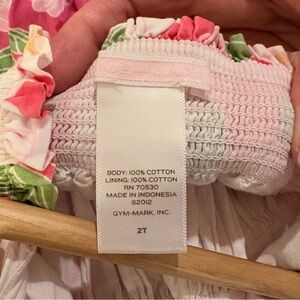 BODY: 100% COTTON
LINING: 100% COTTON
RN 70530
MADE IN INDONESIA
©2012
GYM-MARK, INC.
2T